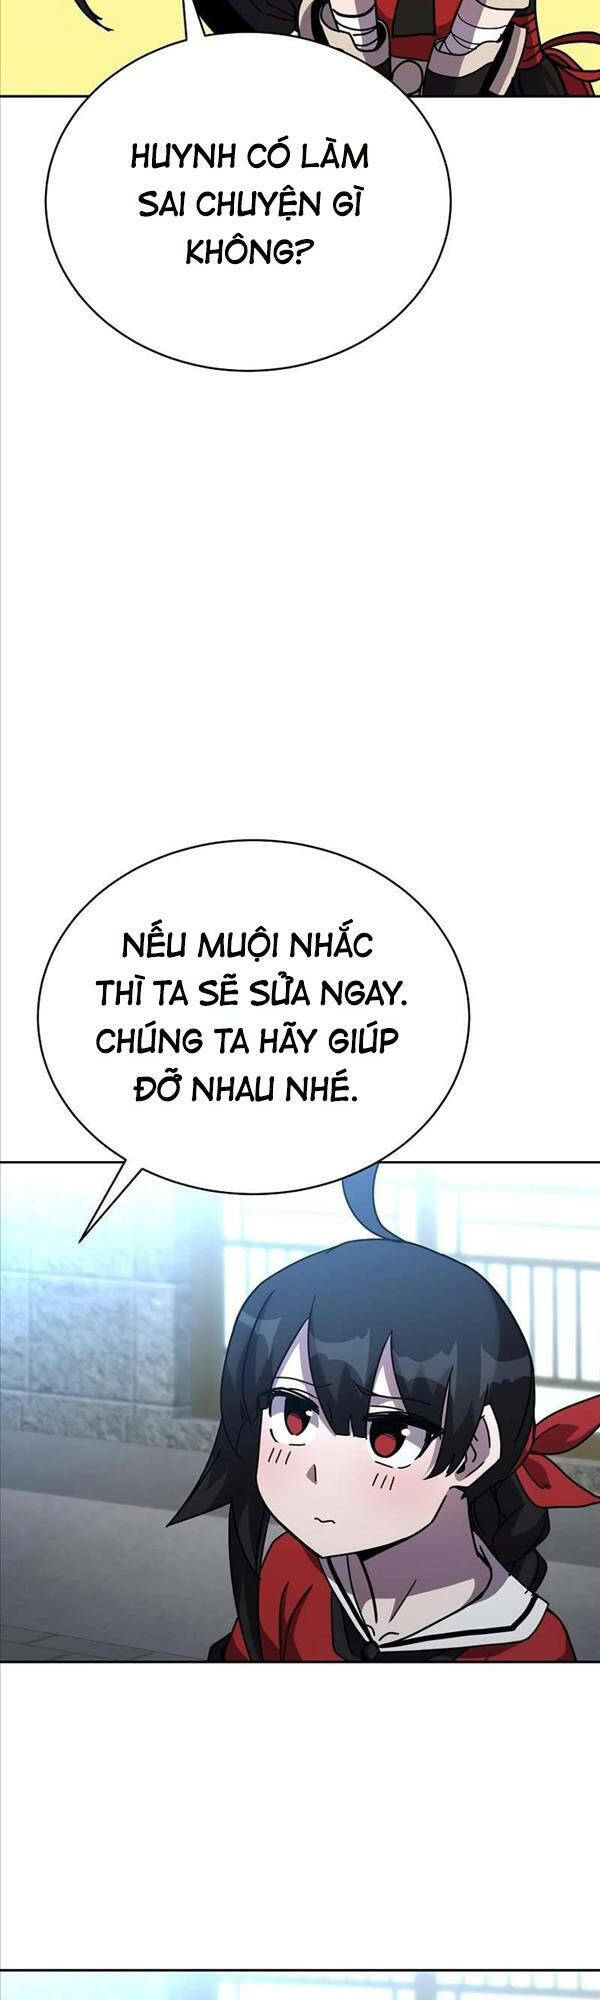 HUYNH CÓ LÀM
SAI CHUYỆN GÌ
KHÔNG?
NẾU MUỘI NHẮC
THÌ TA SẼ SỬA NGAY.
CHÚNG TA HÃY GIÚP
ĐỠ NHAU NHÉ.